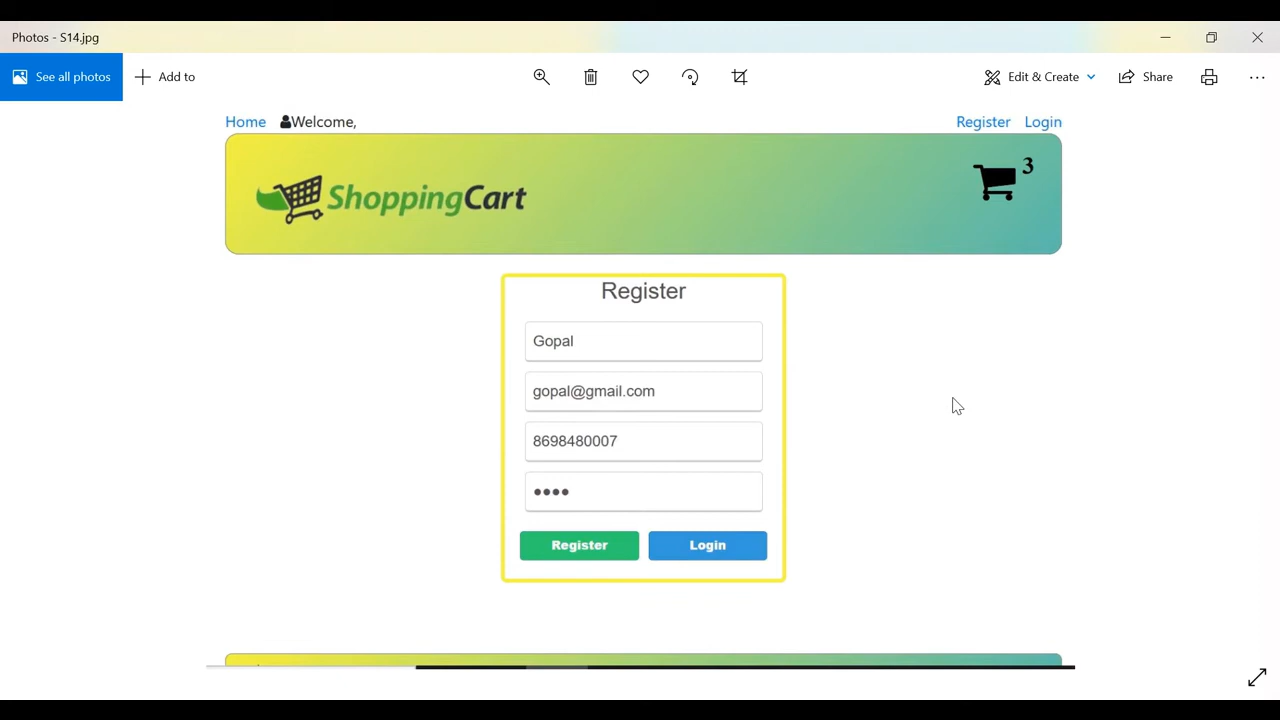 Photos - S14.jpg
See all photos
Add to
Edit & Create
Share
Home
Welcome,
Register
Login
ShoppingCart
3
Register
Gopal
gopal@gmail.com
8698480007
••••
Register
Login